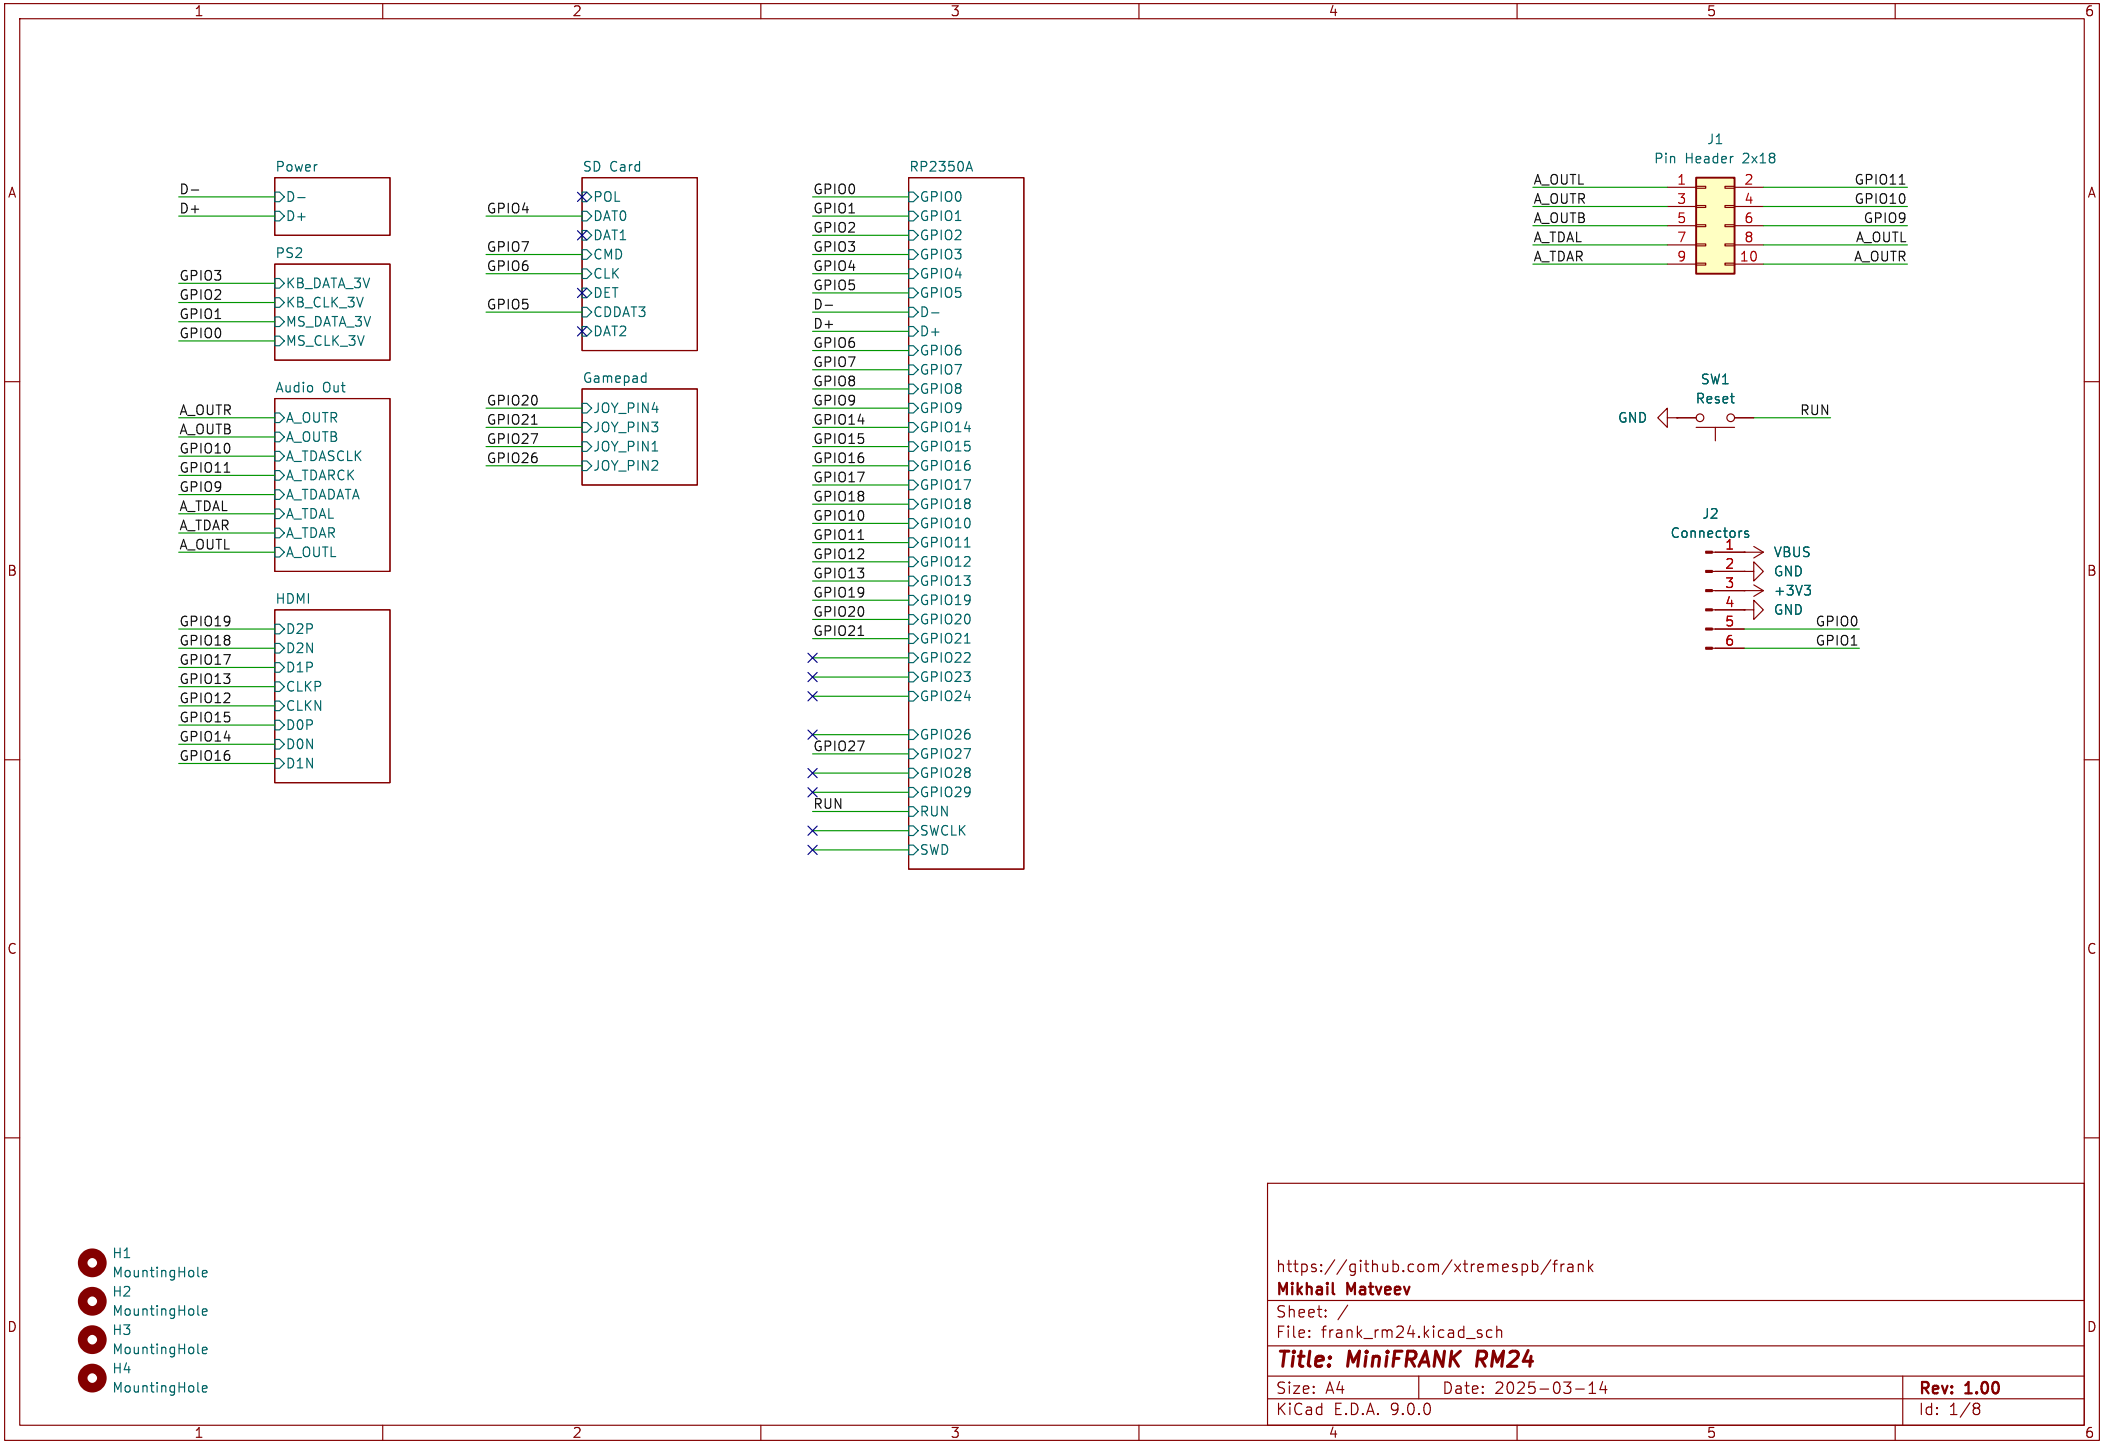 1 2 3 4 5 6
A
B
C
D
Power
D-
D-
D+
D+
PS2
GPIO3
KB_DATA_3V
GPIO2
KB_CLK_3V
GPIO1
MS_DATA_3V
GPIO0
MS_CLK_3V
Audio Out
A_OUTR
A_OUTR
A_OUTB
A_OUTB
GPIO10
A_TDASCLK
GPIO11
A_TDARCK
GPIO9
A_TDADATA
A_TDAL
A_TDAL
A_TDAR
A_TDAR
A_OUTL
A_OUTL
HDMI
GPIO19
D2P
GPIO18
D2N
GPIO17
D1P
GPIO13
CLKP
GPIO12
CLKN
GPIO15
D0P
GPIO14
D0N
GPIO16
D1N
SD Card
POL
GPIO4
DAT0
DAT1
GPIO7
CMD
GPIO6
CLK
DET
GPIO5
CDDAT3
DAT2
Gamepad
GPIO20
JOY_PIN4
GPIO21
JOY_PIN3
GPIO27
JOY_PIN1
GPIO26
JOY_PIN2
RP2350A
GPIO0
GPIO0
GPIO1
GPIO1
GPIO2
GPIO2
GPIO3
GPIO3
GPIO4
GPIO4
GPIO5
GPIO5
D-
D-
D+
D+
GPIO6
GPIO6
GPIO7
GPIO7
GPIO8
GPIO8
GPIO9
GPIO9
GPIO14
GPIO14
GPIO15
GPIO15
GPIO16
GPIO16
GPIO17
GPIO17
GPIO18
GPIO18
GPIO10
GPIO10
GPIO11
GPIO11
GPIO12
GPIO12
GPIO13
GPIO13
GPIO19
GPIO19
GPIO20
GPIO20
GPIO21
GPIO21
GPIO22
GPIO23
GPIO24
GPIO26
GPIO27
GPIO27
GPIO28
GPIO29
RUN
RUN
SWCLK
SWD
J1
Pin Header 2x18
A_OUTL 1 2 GPIO11
A_OUTR 3 4 GPIO10
A_OUTB 5 6 GPIO9
A_TDAL 7 8 A_OUTL
A_TDAR 9 10 A_OUTR
SW1
Reset
GND RUN
J2
Connectors
1 VBUS
2 GND
3 +3V3
4 GND
5 GPIO0
6 GPIO1
H1
MountingHole
H2
MountingHole
H3
MountingHole
H4
MountingHole
https://github.com/xtremespb/frank
Mikhail Matveev
Sheet: /
File: frank_rm24.kicad_sch
Title: MiniFRANK RM24
Size: A4 Date: 2025-03-14 Rev: 1.00
KiCad E.D.A. 9.0.0 Id: 1/8
A
B
C
D
1 2 3 4 5 6